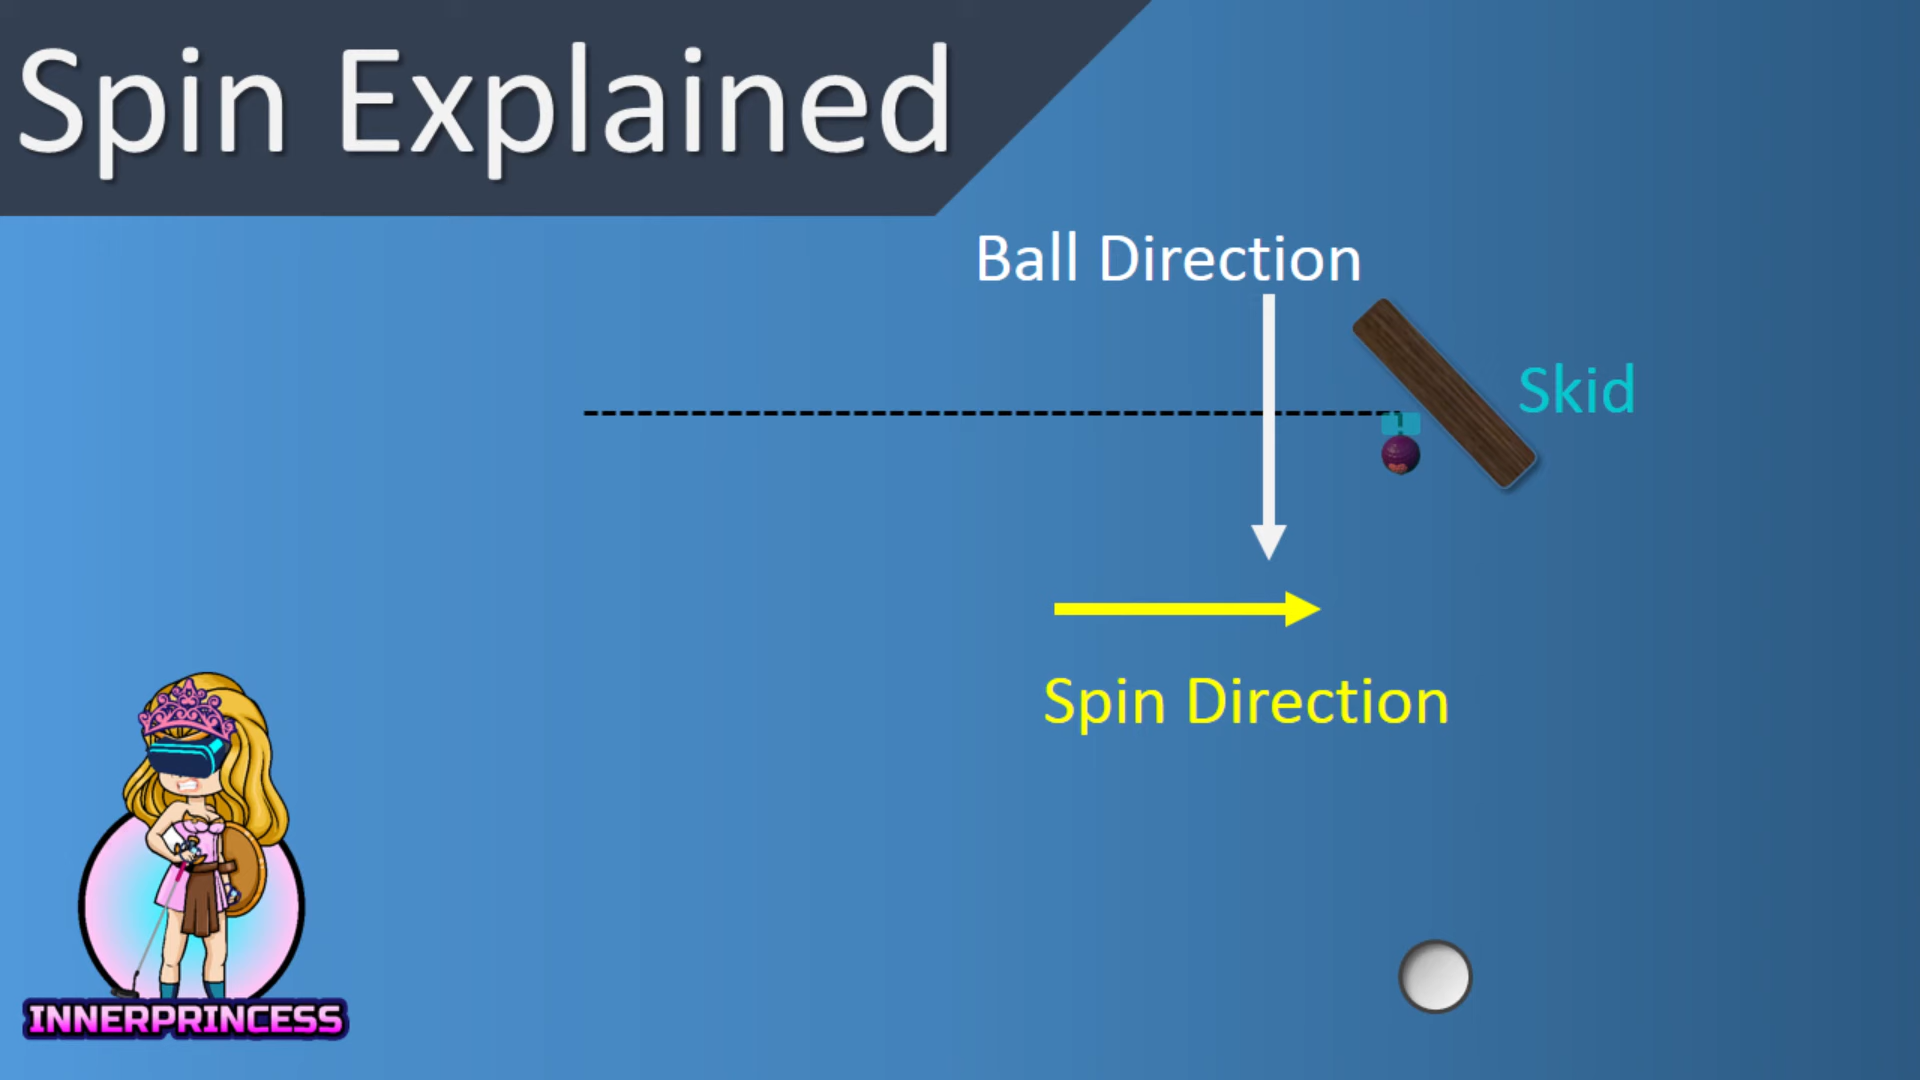 Spin Explained
Ball Direction
Skid
Spin Direction
INNERPRINCESS